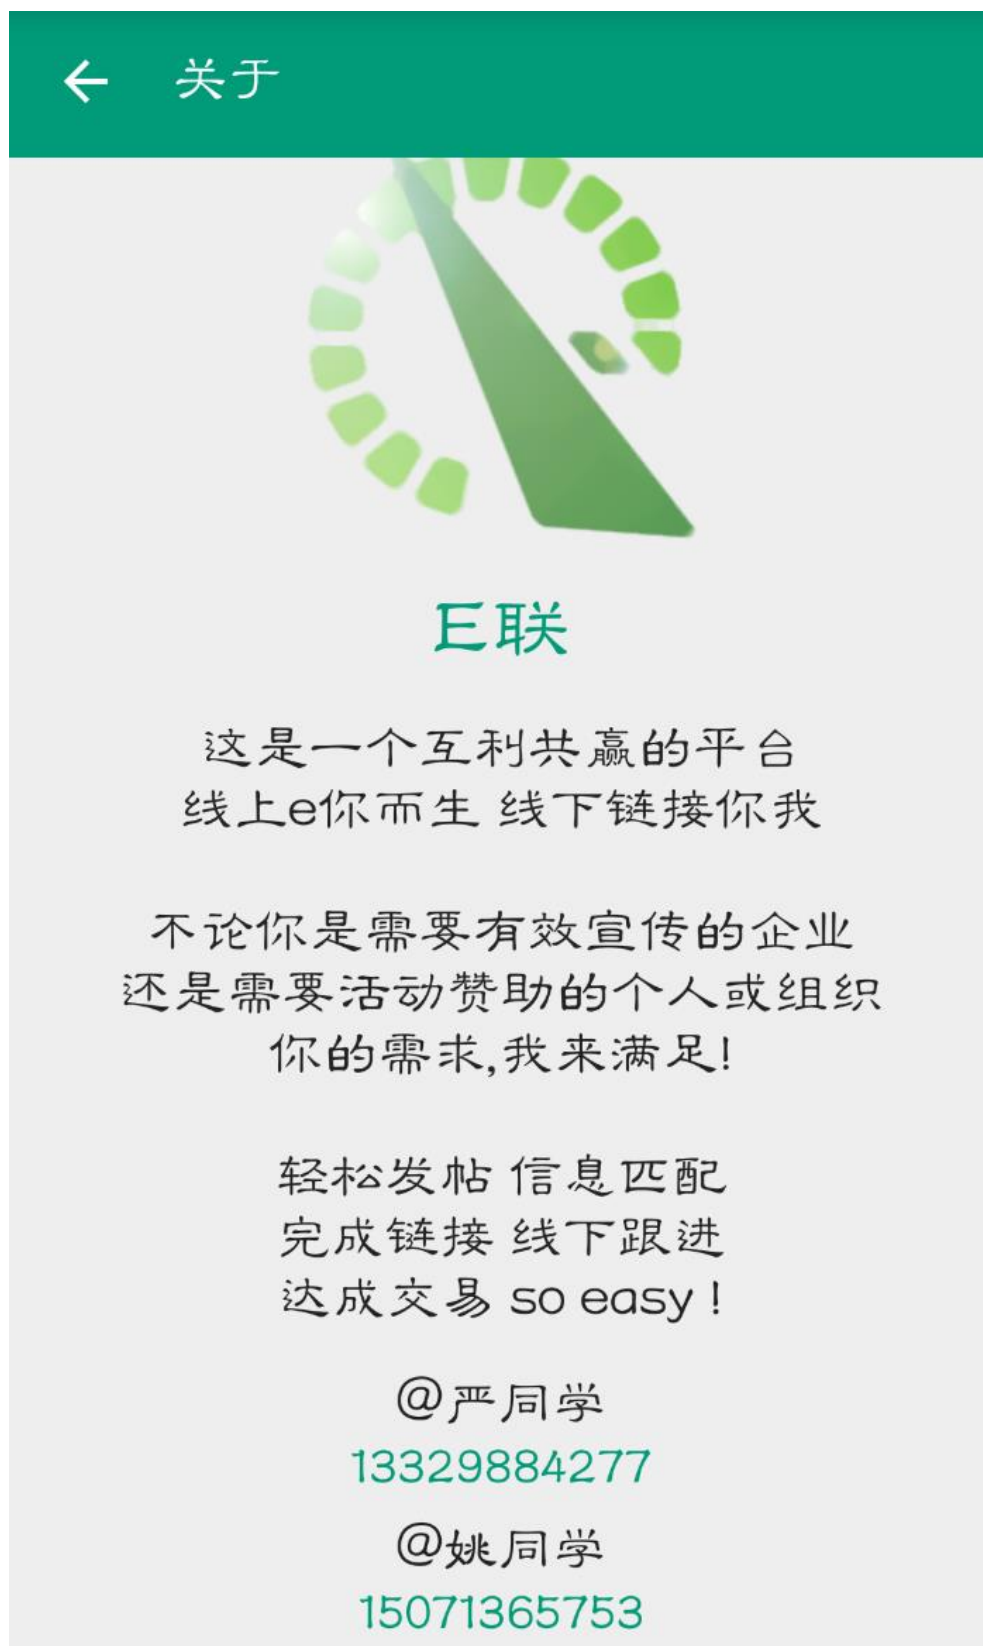 关于
E联
这是一个互利共赢的平台
线上e你而生 线下链接你我
不论你是需要有效宣传的企业
还是需要活动赞助的个人或组织
你的需求,我来满足!
轻松发帖 信息匹配
完成链接 线下跟进
达成交易 so easy !
@严同学
13329884277
@姚同学
15071365753